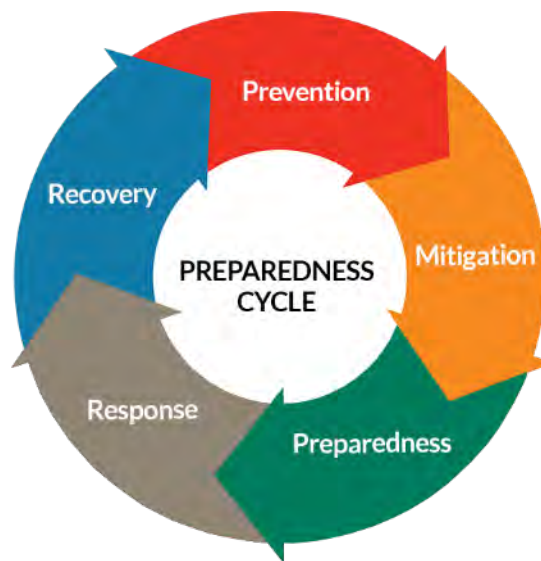 Prevention
Mitigation
Preparedness
Response
Recovery
PREPAREDNESS
CYCLE